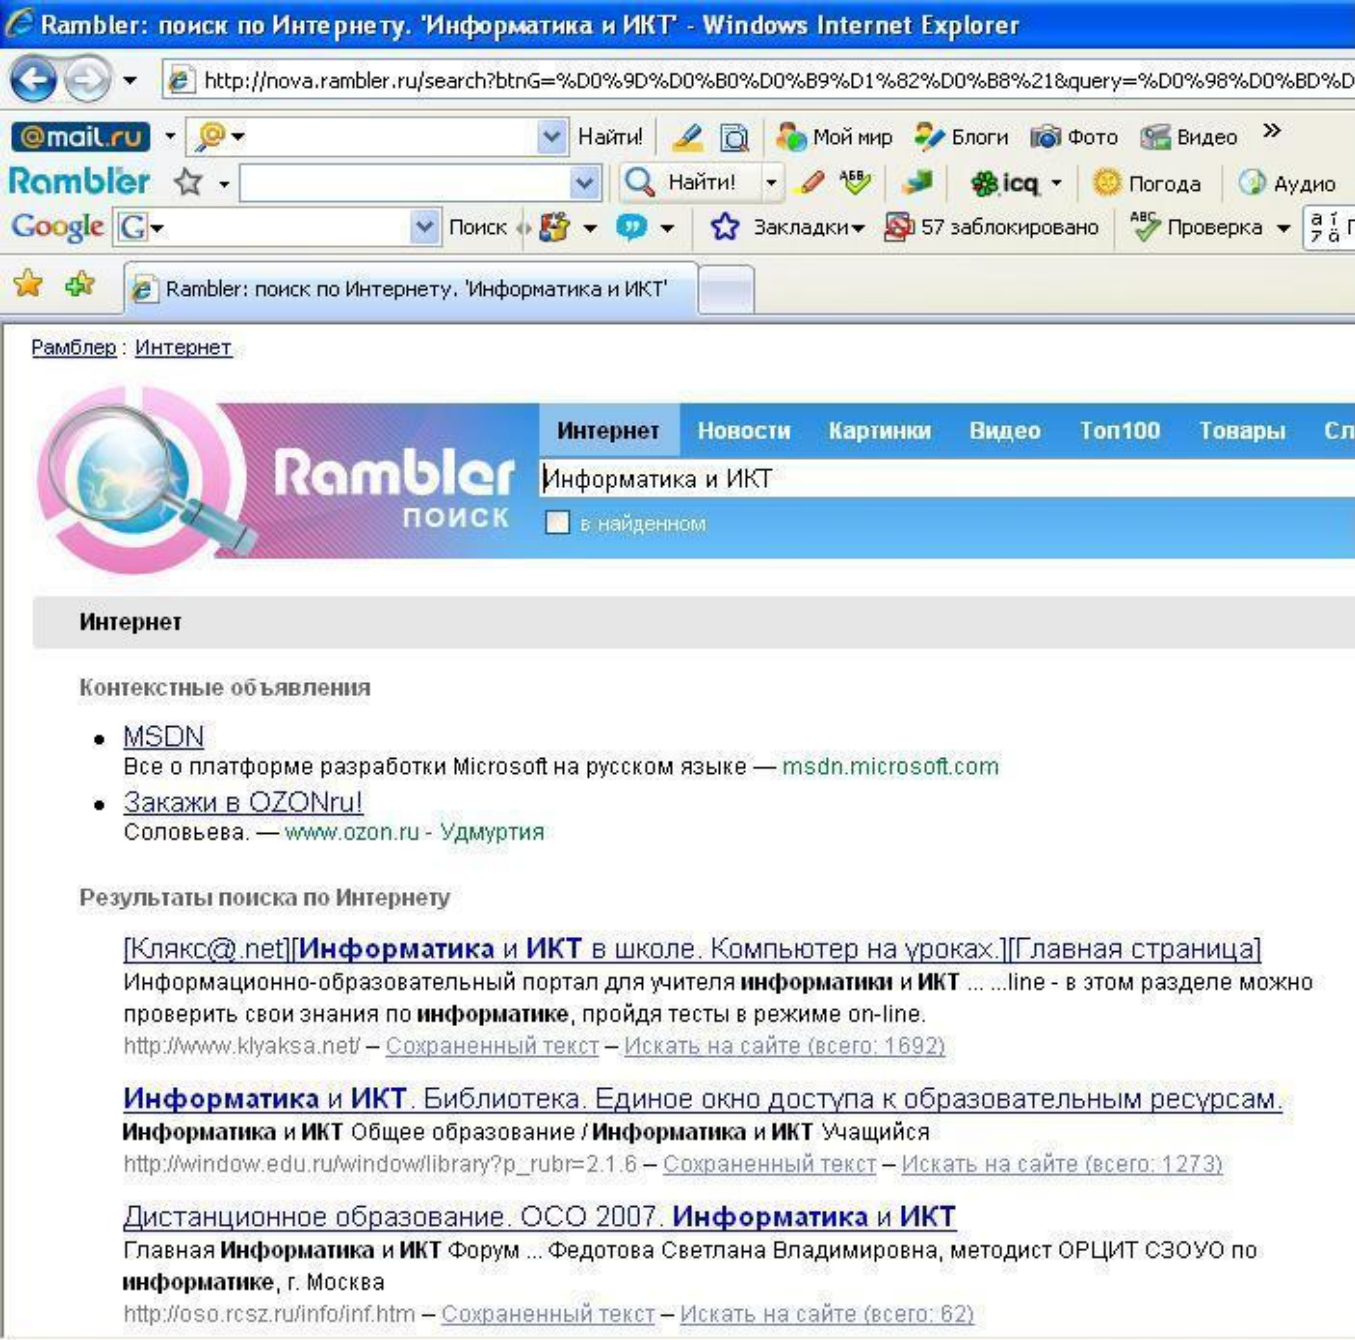 Rambler: поиск по Интернету. 'Информатика и ИКТ' - Windows Internet Explorer
http://nova.rambler.ru/search?btnG=%D0%9D%D0%B0%D0%B9%D1%82%D0%B8%21&query=%D0%98%D0%BD%D
@mail.ru Найти! Мой мир Блоги Фото Видео »
Rambler Найти! АБВ icq Погода Аудио
Google G Поиск Закладки 57 заблокировано ABC Проверка
Rambler: поиск по Интернету. 'Информатика и ИКТ'
Рамблер : Интернет
Интернет Новости Картинки Видео Топ100 Товары Сл
Rambler
Информатика и ИКТ
поиск
в найденном
Интернет
Контекстные объявления
• MSDN
Все о платформе разработки Microsoft на русском языке — msdn.microsoft.com
• Закажи в OZONru!
Соловьева. — www.ozon.ru - Удмуртия
Результаты поиска по Интернету
[Клякс@.net][Информатика и ИКТ в школе. Компьютер на уроках.][Главная страница]
Информационно-образовательный портал для учителя информатики и ИКТ ... ...line - в этом разделе можно
проверить свои знания по информатике, пройдя тесты в режиме on-line.
http://www.klyaksa.net/ – Сохраненный текст – Искать на сайте (всего: 1692)
Информатика и ИКТ. Библиотека. Единое окно доступа к образовательным ресурсам.
Информатика и ИКТ Общее образование / Информатика и ИКТ Учащийся
http://window.edu.ru/window/library?p_rubr=2.1.6 – Сохраненный текст – Искать на сайте (всего: 1273)
Дистанционное образование. ОСО 2007. Информатика и ИКТ
Главная Информатика и ИКТ Форум ... Федотова Светлана Владимировна, методист ОРЦИТ СЗОУО по
информатике, г. Москва
http://oso.rcsz.ru/info/inf.htm – Сохраненный текст – Искать на сайте (всего: 62)